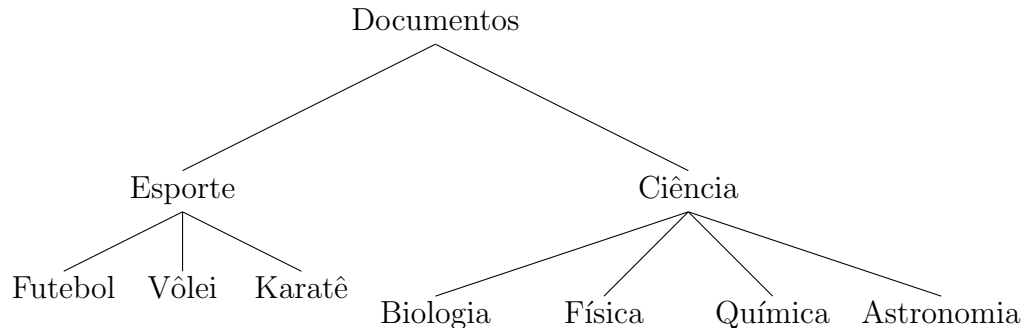 Documentos
Esporte Ciência
Futebol Vôlei Karatê
Biologia Física Química Astronomia